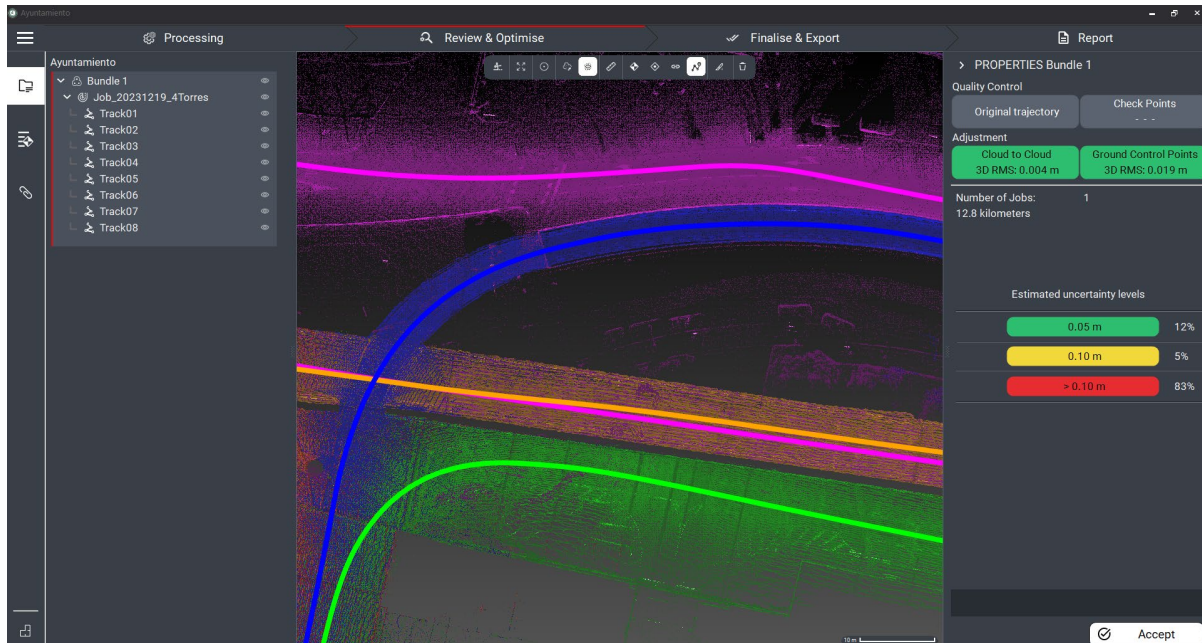 Ayuntamiento
Processing
Review & Optimise
Finalise & Export
Report
Ayuntamiento
Bundle 1
Job_20231219_4Torres
Track01
Track02
Track03
Track04
Track05
Track06
Track07
Track08
PROPERTIES Bundle 1
Quality Control
Original trajectory
Check Points
- - -
Adjustment
Cloud to Cloud
3D RMS: 0.004 m
Ground Control Points
3D RMS: 0.019 m
Number of Jobs: 1
12.8 kilometers
Estimated uncertainty levels
0.05 m 12%
0.10 m 5%
> 0.10 m 83%
10 m
Accept